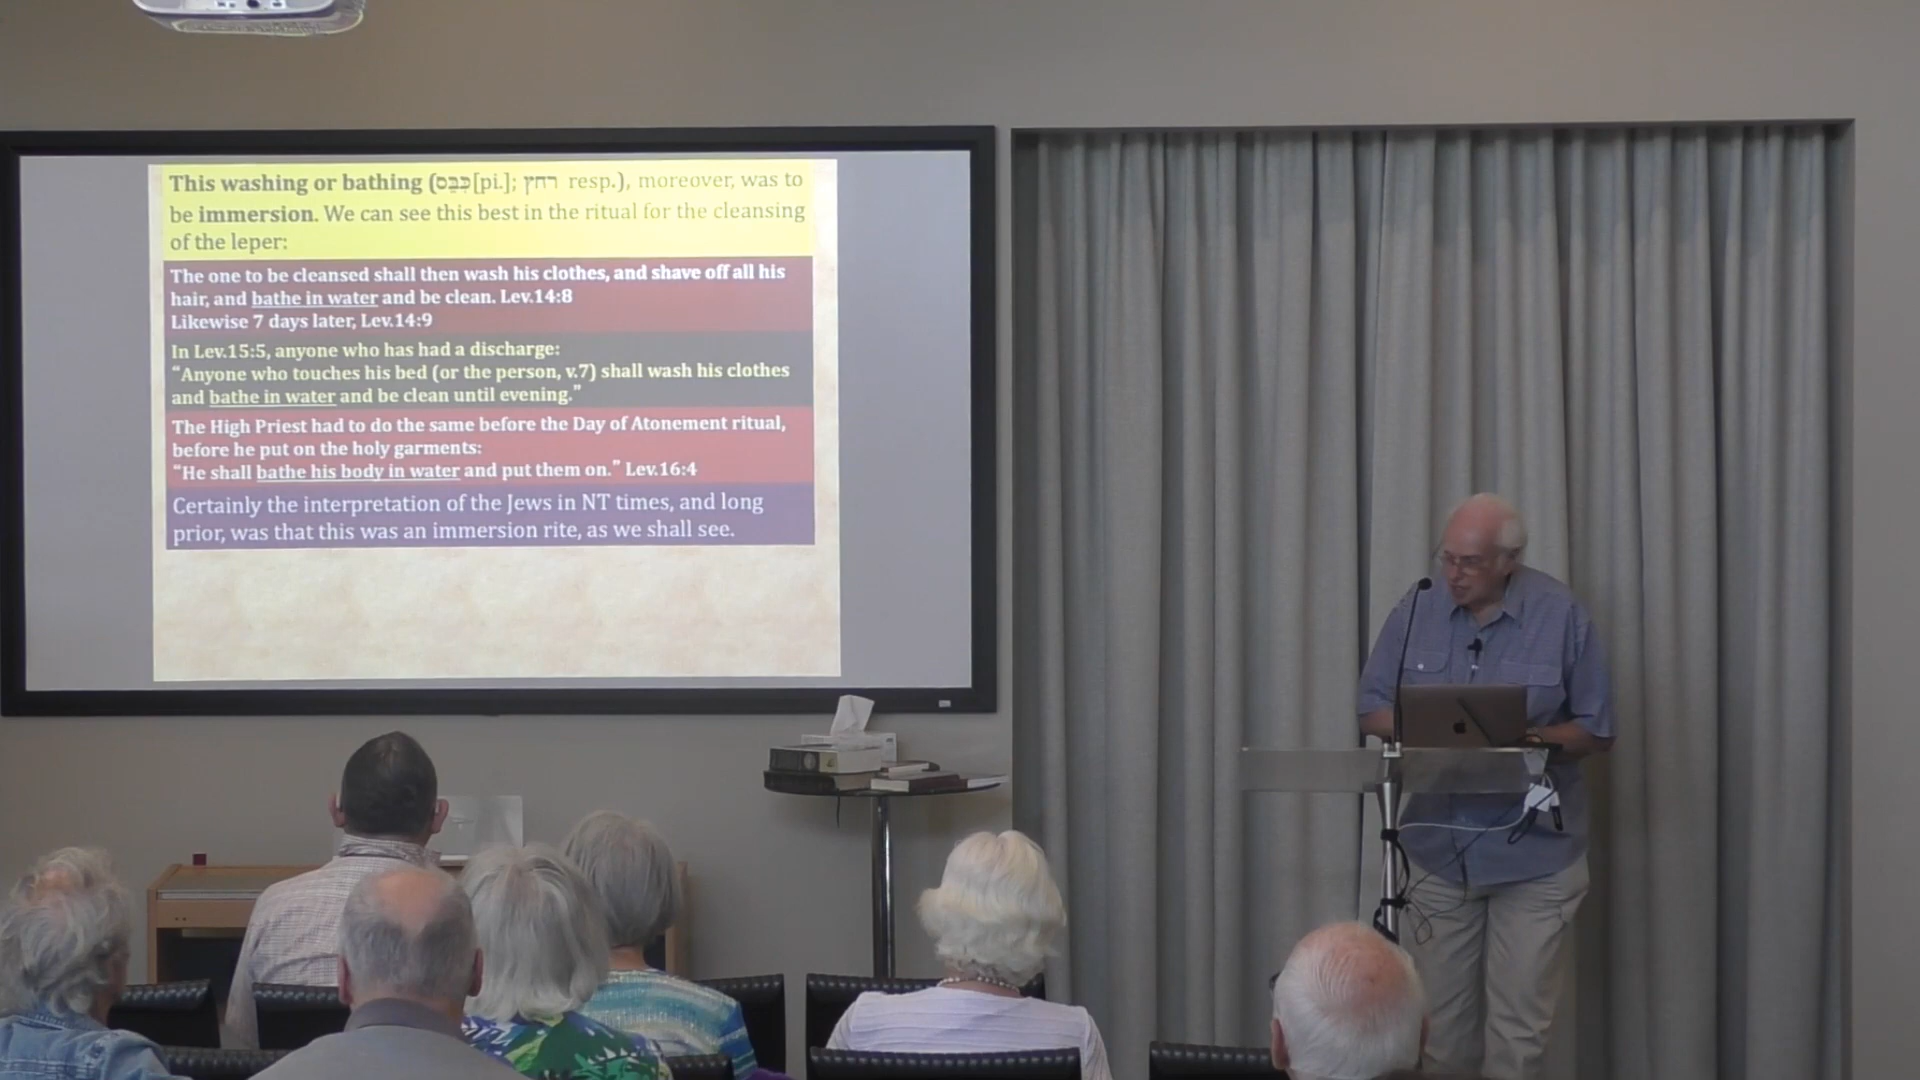 This washing or bathing (כִּבֵּס[pi.]; רחץ resp.), moreover, was to
be immersion. We can see this best in the ritual for the cleansing
of the leper:
The one to be cleansed shall then wash his clothes, and shave off all his
hair, and bathe in water and be clean. Lev.14:8
Likewise 7 days later, Lev.14:9
In Lev.15:5, anyone who has had a discharge:
“Anyone who touches his bed (or the person, v.7) shall wash his clothes
and bathe in water and be clean until evening.”
The High Priest had to do the same before the Day of Atonement ritual,
before he put on the holy garments:
“He shall bathe his body in water and put them on.” Lev.16:4
Certainly the interpretation of the Jews in NT times, and long
prior, was that this was an immersion rite, as we shall see.